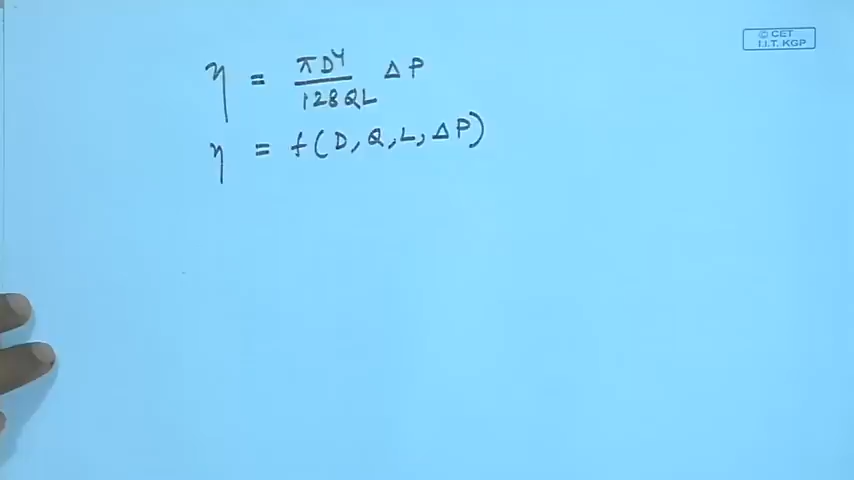 © CET
I.I.T. KGP
η = πD⁴/128QL ΔP
η = f(D, Q, L, ΔP)